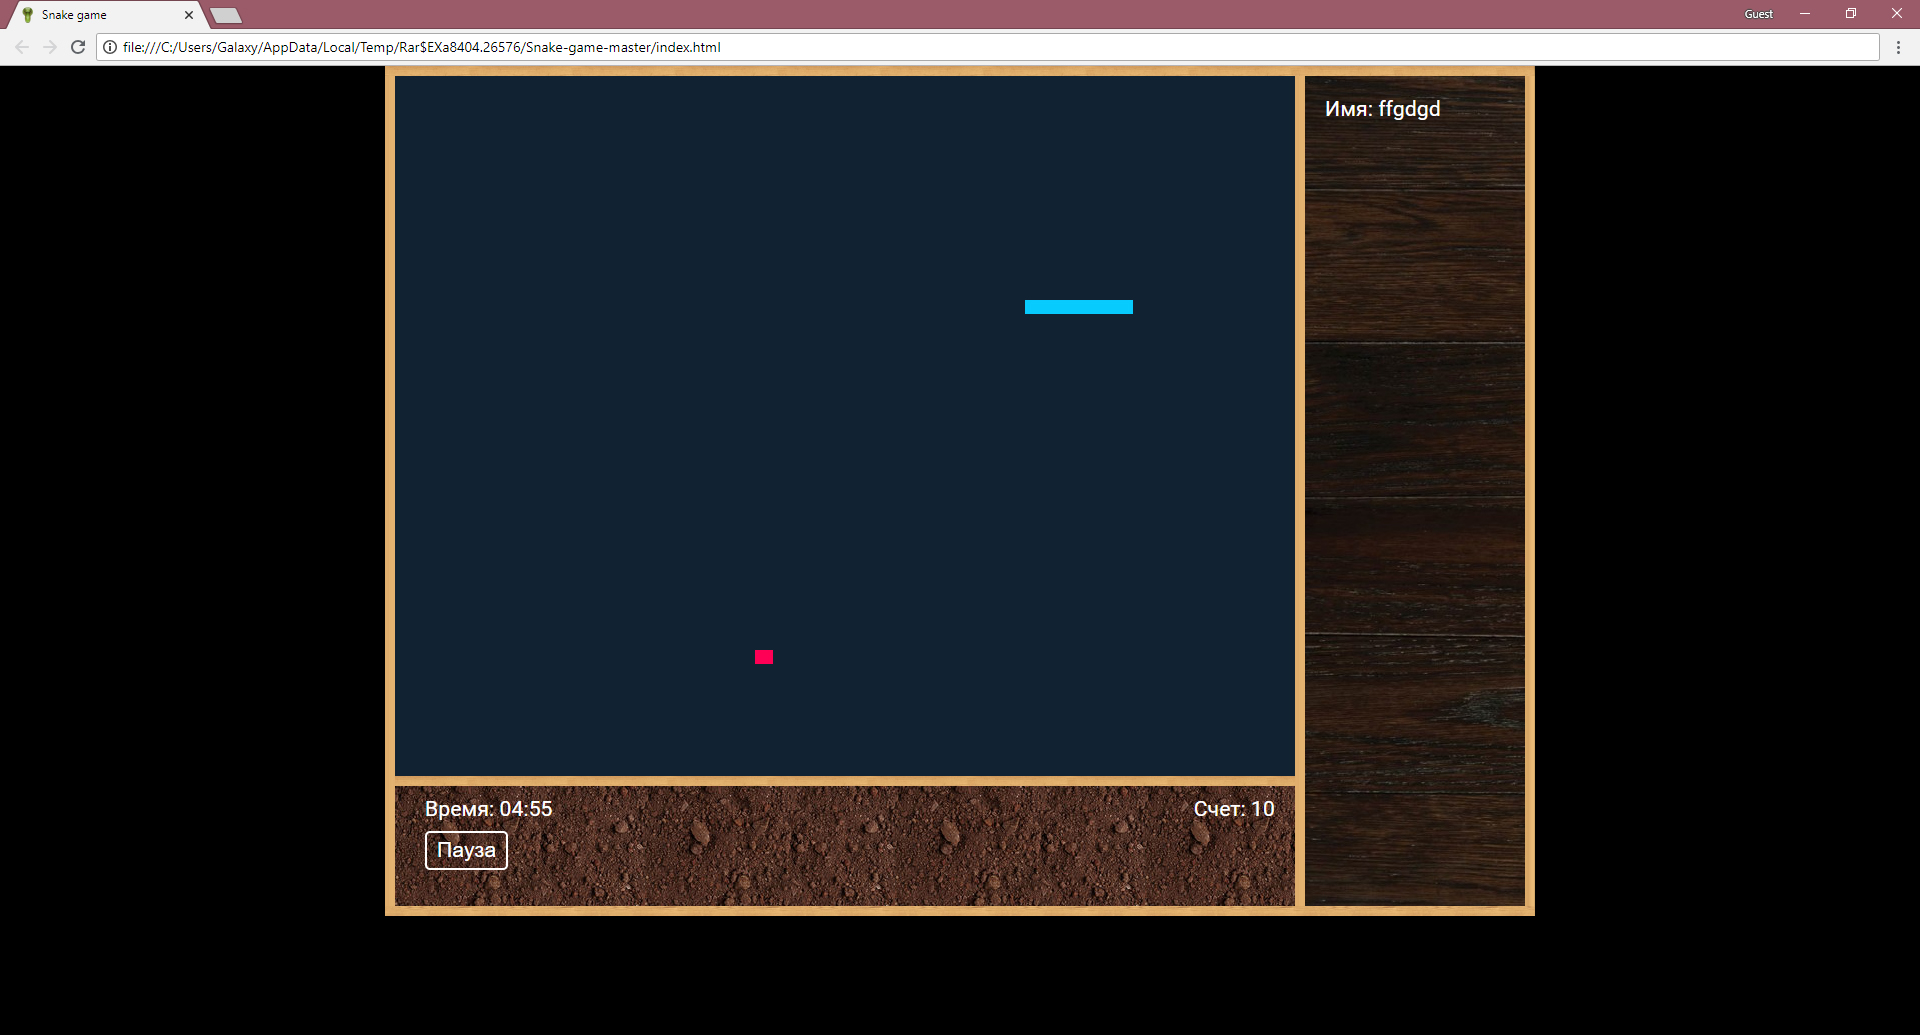 Snake game
Guest
file:///C:/Users/Galaxy/AppData/Local/Temp/Rar$EXa8404.26576/Snake-game-master/index.html
Имя: ffgdgd
Время: 04:55
Счет: 10
Пауза